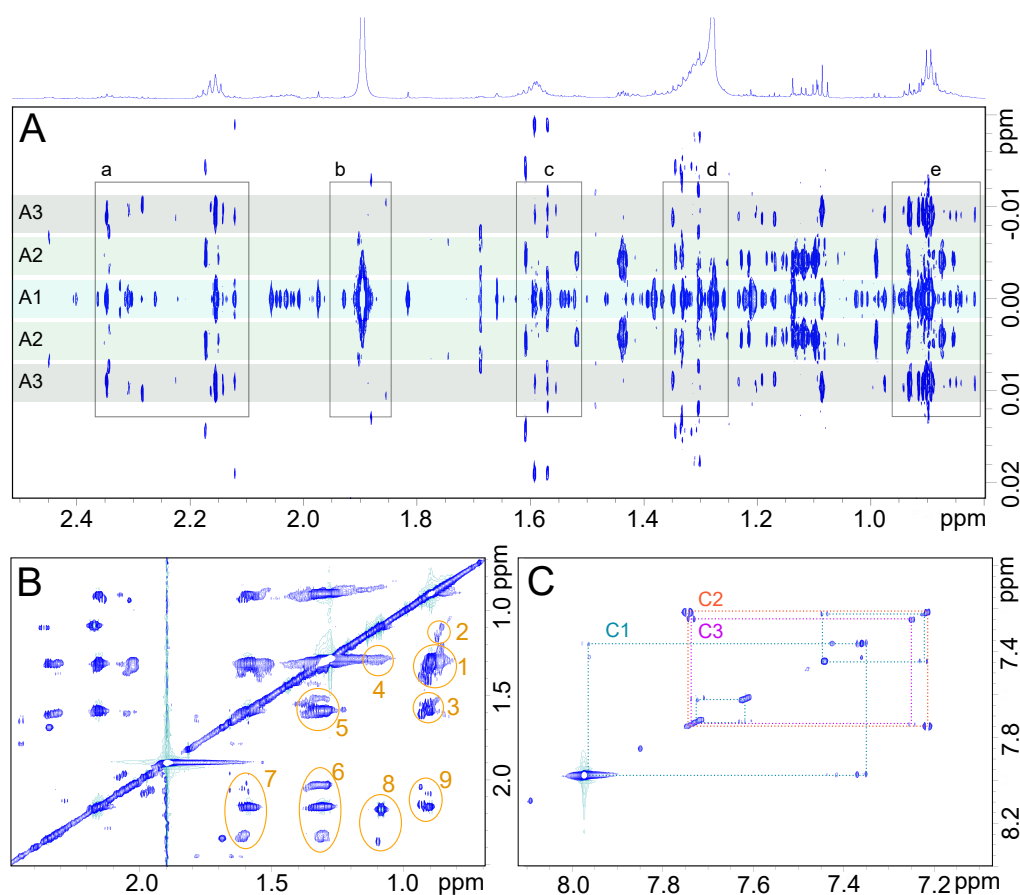 A
a b c d e
ppm
A3
-0.01
A2
A1
0.00
A2
A3
0.01
0.02
2.4 2.2 2.0 1.8 1.6 1.4 1.2 1.0 ppm
B
2
1
4
3
5
7 6 8 9
ppm
1.0
1.5
2.0
2.0 1.5 1.0 ppm
C
C2
C1 C3
ppm
7.4
7.8
8.2
8.0 7.8 7.6 7.4 7.2 ppm